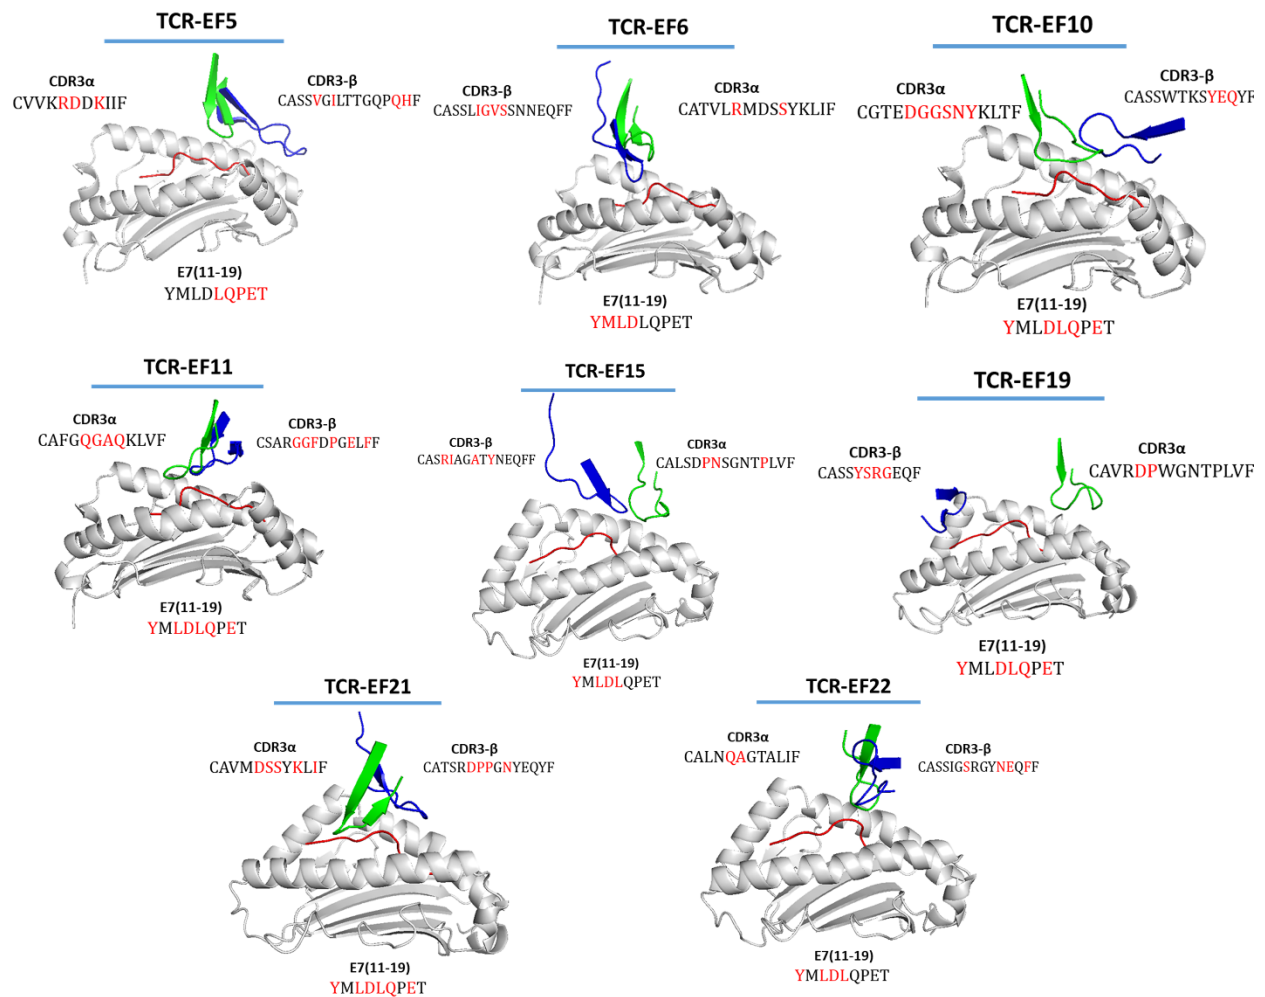 TCR-EF5
CDR3α
CVVKRDDKIIF
CDR3-β
CASSVGILTTGQPQHF
E7(11-19)
YMLDLQPET
TCR-EF6
CDR3-β
CASSLIGVSSNNEQFF
CDR3α
CATVLRMDSSYKLIF
E7(11-19)
YMLDLQPET
TCR-EF10
CDR3α
CGTEDGGSNYKLTF
CDR3-β
CASSWTKSYEQYF
E7(11-19)
YMLDLQPET
TCR-EF11
CDR3α
CAFGQGAQKLVF
CDR3-β
CSARGGFDPGELFF
E7(11-19)
YMLDLQPET
TCR-EF15
CDR3-β
CASRIAGATYNEQFF
CDR3α
CALSDPNSGNTPLVF
E7(11-19)
YMLDLQPET
TCR-EF19
CDR3-β
CASSYSRGEQF
CDR3α
CAVRDPWGNTPLVF
E7(11-19)
YMLDLQPET
TCR-EF21
CDR3α
CAVMDSSYKLIF
CDR3-β
CATSRDPPGNYEQYF
E7(11-19)
YMLDLQPET
TCR-EF22
CDR3α
CALNQAGTALIF
CDR3-β
CASSIGSRGYNEQFF
E7(11-19)
YMLDLQPET